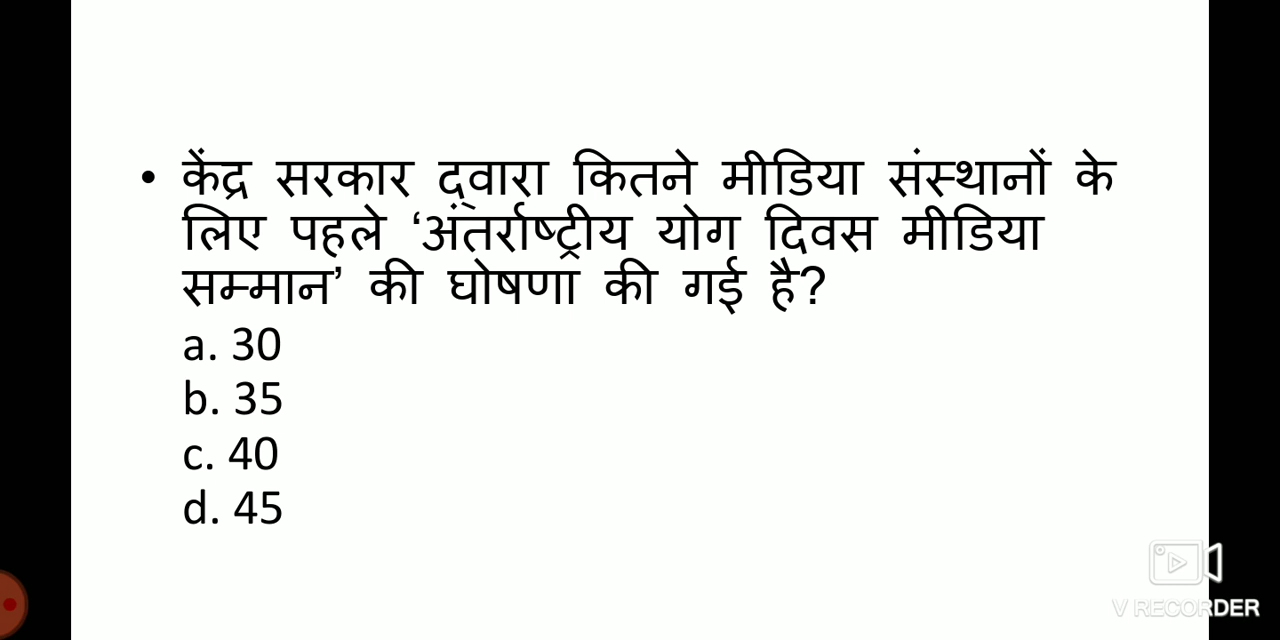 • केंद्र सरकार द्वारा कितने मीडिया संस्थानों के
लिए पहले ‘अंतर्राष्ट्रीय योग दिवस मीडिया
सम्मान’ की घोषणा की गई है?
a. 30
b. 35
c. 40
d. 45
V RECORDER